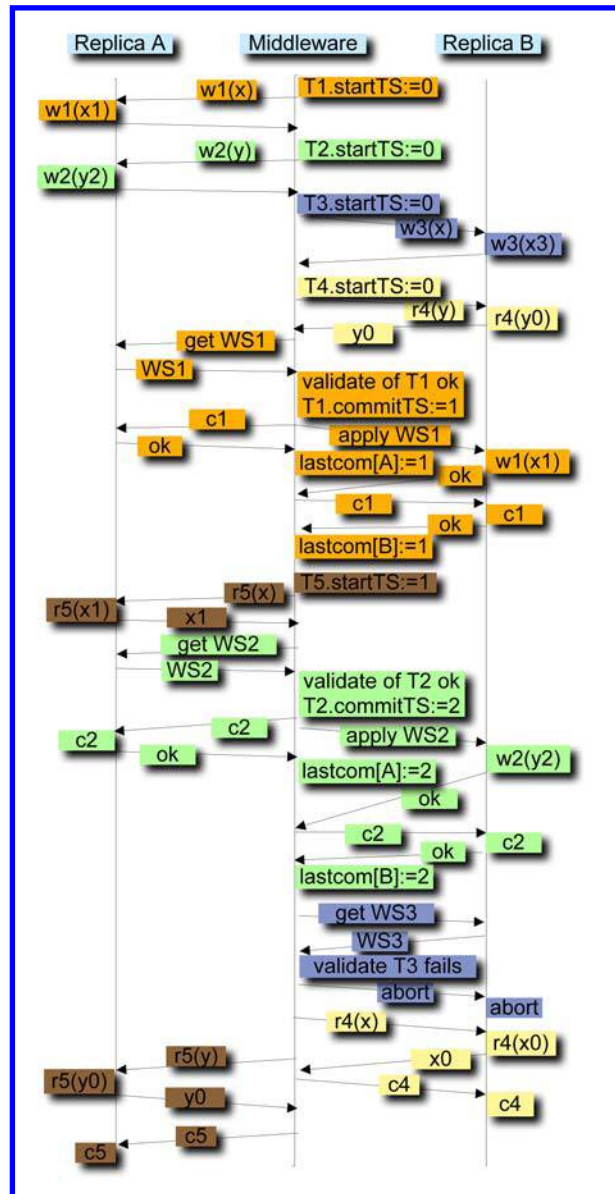 Replica A Middleware Replica B
w1(x) T1.startTS:=0
w1(x1)
w2(y) T2.startTS:=0
w2(y2)
T3.startTS:=0
w3(x)
w3(x3)
T4.startTS:=0
r4(y) r4(y0)
y0
get WS1
WS1
validate of T1 ok
T1.commitTS:=1
c1
apply WS1
ok
lastcom[A]:=1 w1(x1)
ok
c1
c1
ok
lastcom[B]:=1
T5.startTS:=1
r5(x)
r5(x1) x1
get WS2
WS2
validate of T2 ok
T2.commitTS:=2
c2
c2 apply WS2
ok
w2(y2)
lastcom[A]:=2
ok
c2 c2
ok
lastcom[B]:=2
get WS3
WS3
validate T3 fails
abort
abort
r4(x)
r4(x0)
r5(y) x0
r5(y0)
c4
y0 c4
c5
c5